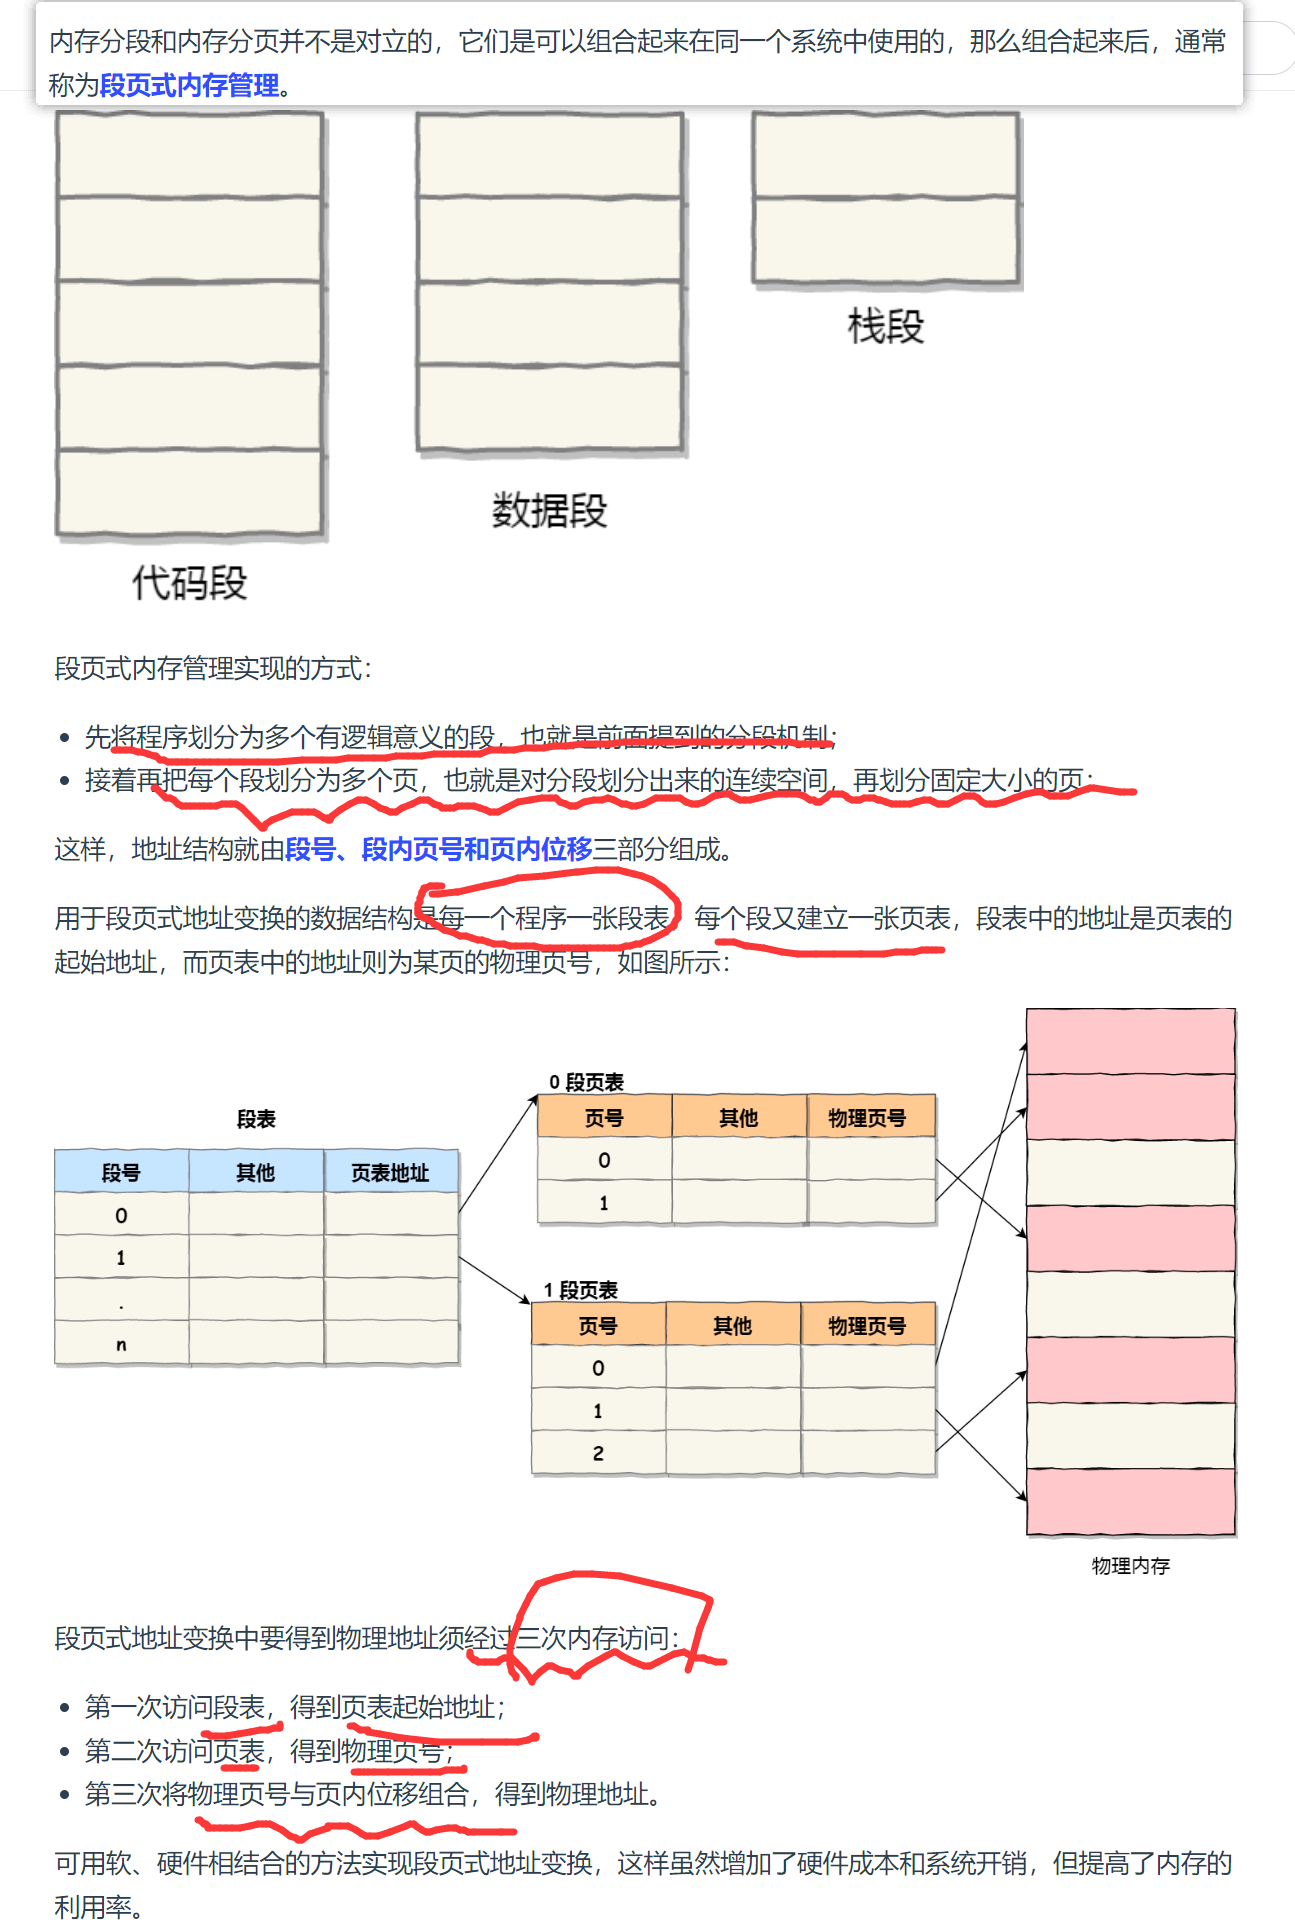 内存分段和内存分页并不是对立的，它们是可以组合起来在同一个系统中使用的，那么组合起来后，通常
称为段页式内存管理。
栈段
数据段
代码段
段页式内存管理实现的方式：
• 先将程序划分为多个有逻辑意义的段，也就是前面提到的分段机制；
• 接着再把每个段划分为多个页，也就是对分段划分出来的连续空间，再划分固定大小的页；
这样，地址结构就由段号、段内页号和页内位移三部分组成。
用于段页式地址变换的数据结构是每一个程序一张段表，每个段又建立一张页表，段表中的地址是页表的
起始地址，而页表中的地址则为某页的物理页号，如图所示：
段表
段号 其他 页表地址
0
1
.
n
0 段页表
页号 其他 物理页号
0
1
1 段页表
页号 其他 物理页号
0
1
2
物理内存
段页式地址变换中要得到物理地址须经过三次内存访问：
• 第一次访问段表，得到页表起始地址；
• 第二次访问页表，得到物理页号；
• 第三次将物理页号与页内位移组合，得到物理地址。
可用软、硬件相结合的方法实现段页式地址变换，这样虽然增加了硬件成本和系统开销，但提高了内存的
利用率。